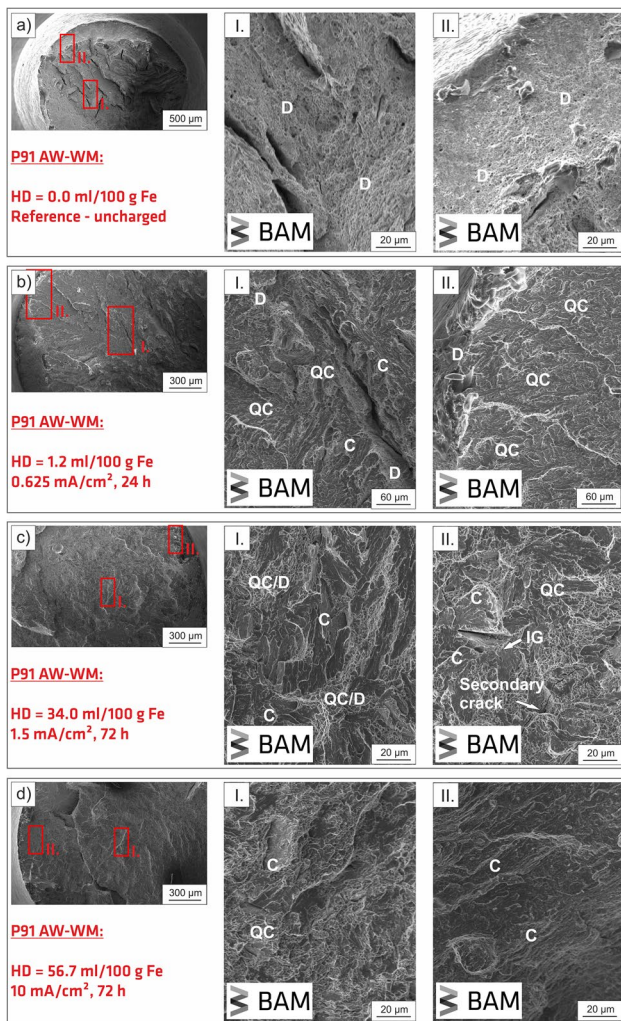 a)
II.
I.
500 µm
P91 AW-WM:
HD = 0.0 ml/100 g Fe
Reference - uncharged
I.
D
D
BAM
20 µm
II.
D
D
BAM
20 µm
b)
II.
I.
300 µm
P91 AW-WM:
HD = 1.2 ml/100 g Fe
0.625 mA/cm², 24 h
I.
D
C
QC
QC
C
D
BAM
60 µm
II.
QC
D
QC
QC
BAM
60 µm
c)
II.
I.
300 µm
P91 AW-WM:
HD = 34.0 ml/100 g Fe
1.5 mA/cm², 72 h
I.
QC/D
C
QC/D
C
BAM
20 µm
II.
C
QC
IG
C
Secondary
crack
BAM
20 µm
d)
II.
I.
300 µm
P91 AW-WM:
HD = 56.7 ml/100 g Fe
10 mA/cm², 72 h
I.
C
QC
BAM
20 µm
II.
C
C
BAM
20 µm